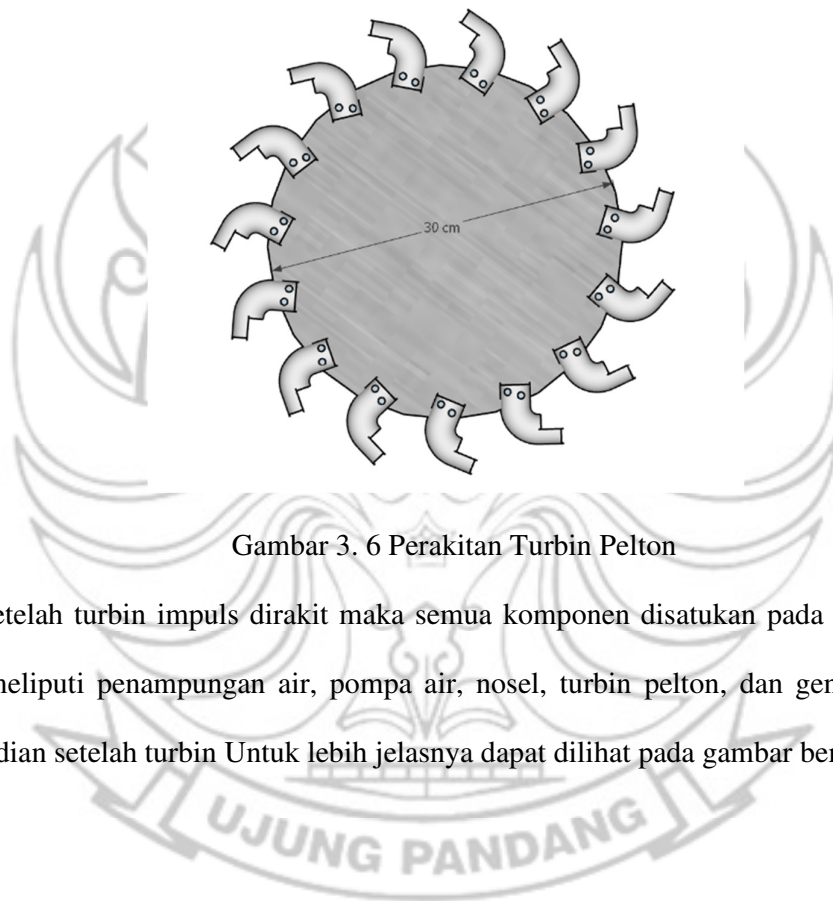 30 cm
Gambar 3. 6 Perakitan Turbin Pelton
etelah turbin impuls dirakit maka semua komponen disatukan pada
neliputi penampungan air, pompa air, nosel, turbin pelton, dan gen
dian setelah turbin Untuk lebih jelasnya dapat dilihat pada gambar ber
UJUNG PANDANG